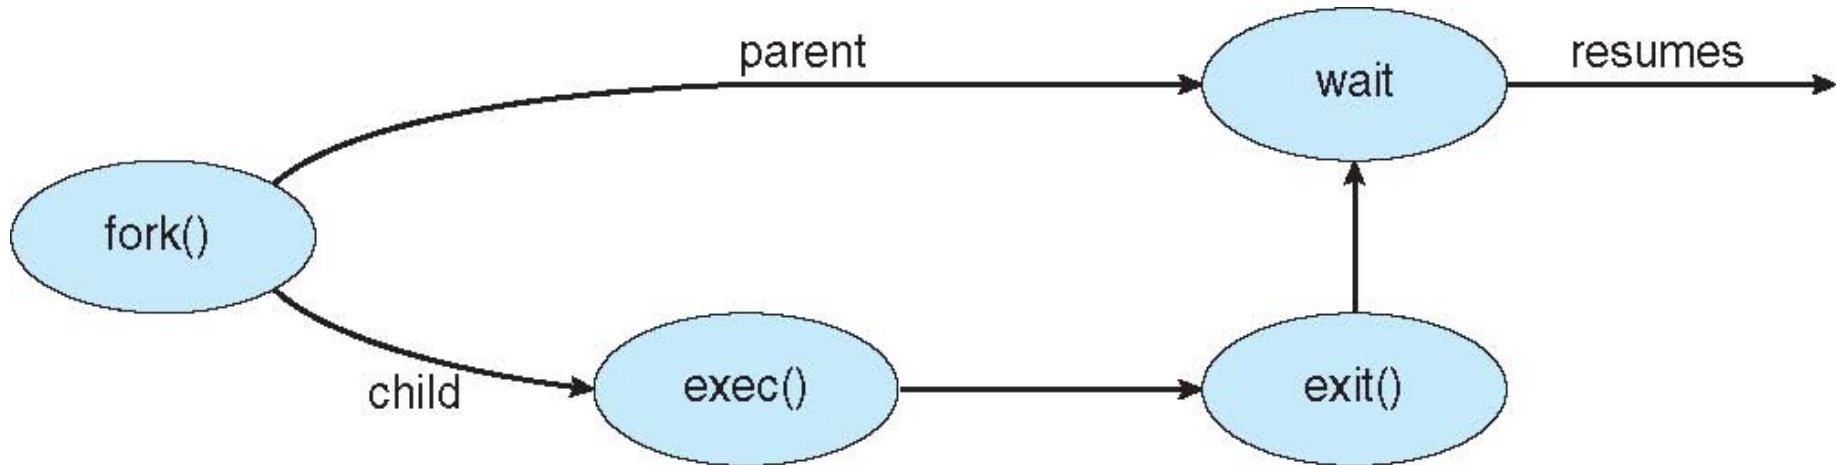 parent
resumes
wait
fork()
child
exec()
exit()